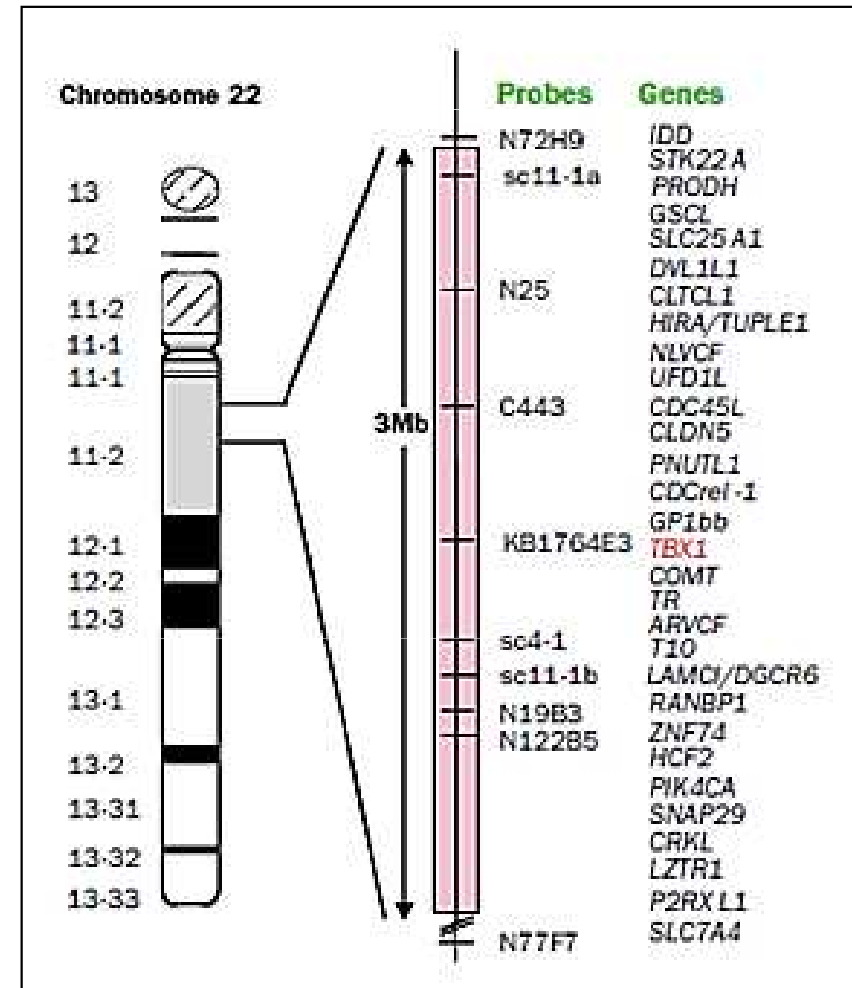 Chromosome 22
13
12
11·2
11·1
11·1
11·2
12·1
12·2
12·3
13·1
13·2
13·31
13·32
13·33
3Mb
Probes
N72H9
sc11-1a
N25
C443
KB1764E3
sc4-1
sc11-1b
N19B3
N122B5
N77F7
Genes
IDD
STK22A
PRODH
GSCL
SLC25A1
DVL1L1
CLTCL1
HIRA/TUPLE1
NLVCF
UFD1L
CDC45L
CLDN5
PNUTL1
CDCrel-1
GP1bb
TBX1
COMT
TR
ARVCF
T10
LAMCI/DGCR6
RANBP1
ZNF74
HCF2
PIK4CA
SNAP29
CRKL
LZTR1
P2RXL1
SLC7A4